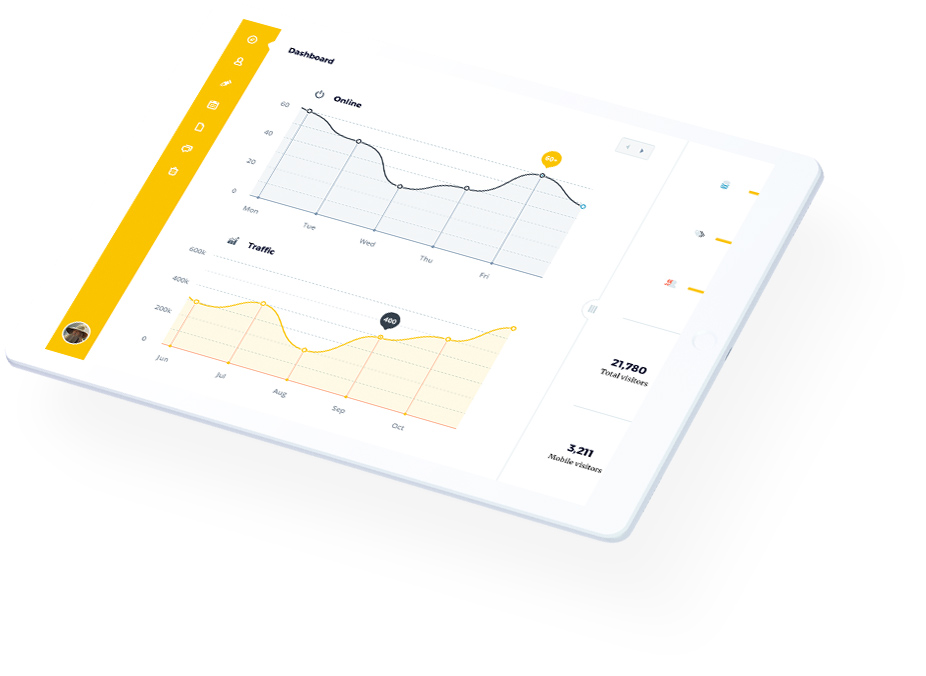 Dashboard
Online
60
40
20
0
Mon
Tue
Wed
Thu
Fri
60+
Traffic
600k
400k
200k
0
Jun
Jul
Aug
Sep
Oct
400
21,780
Total visitors
3,211
Mobile visitors